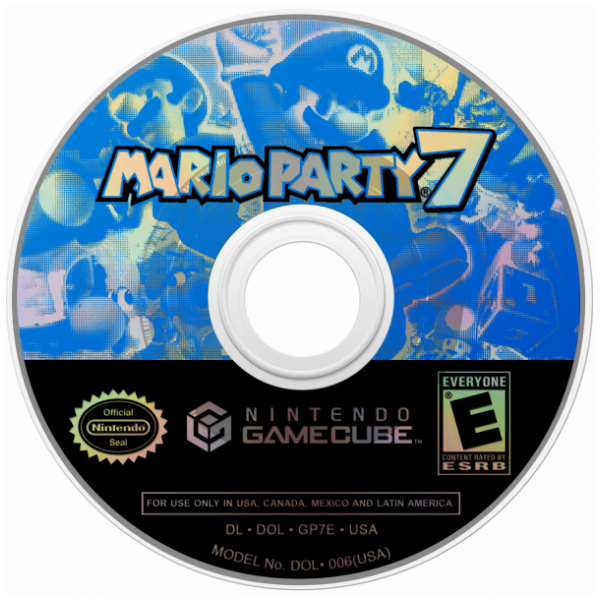 M
MARIO PARTY 7
®
Official
Nintendo
Seal
NINTENDO
GAMECUBE™
EVERYONE
E
CONTENT RATED BY
ESRB
FOR USE ONLY IN USA, CANADA, MEXICO AND LATIN AMERICA
DL • DOL • GP7E • USA
MODEL No. DOL• 006(USA)